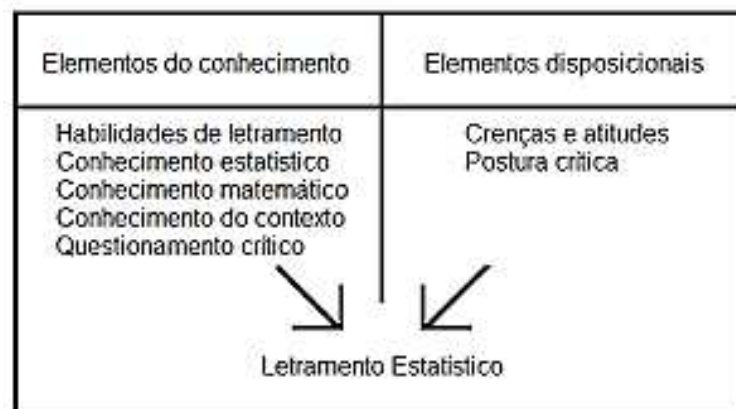 Elementos do conhecimento
Elementos disposicionais
Habilidades de letramento
Conhecimento estatístico
Conhecimento matemático
Conhecimento do contexto
Questionamento crítico
Crenças e atitudes
Postura crítica
Letramento Estatístico